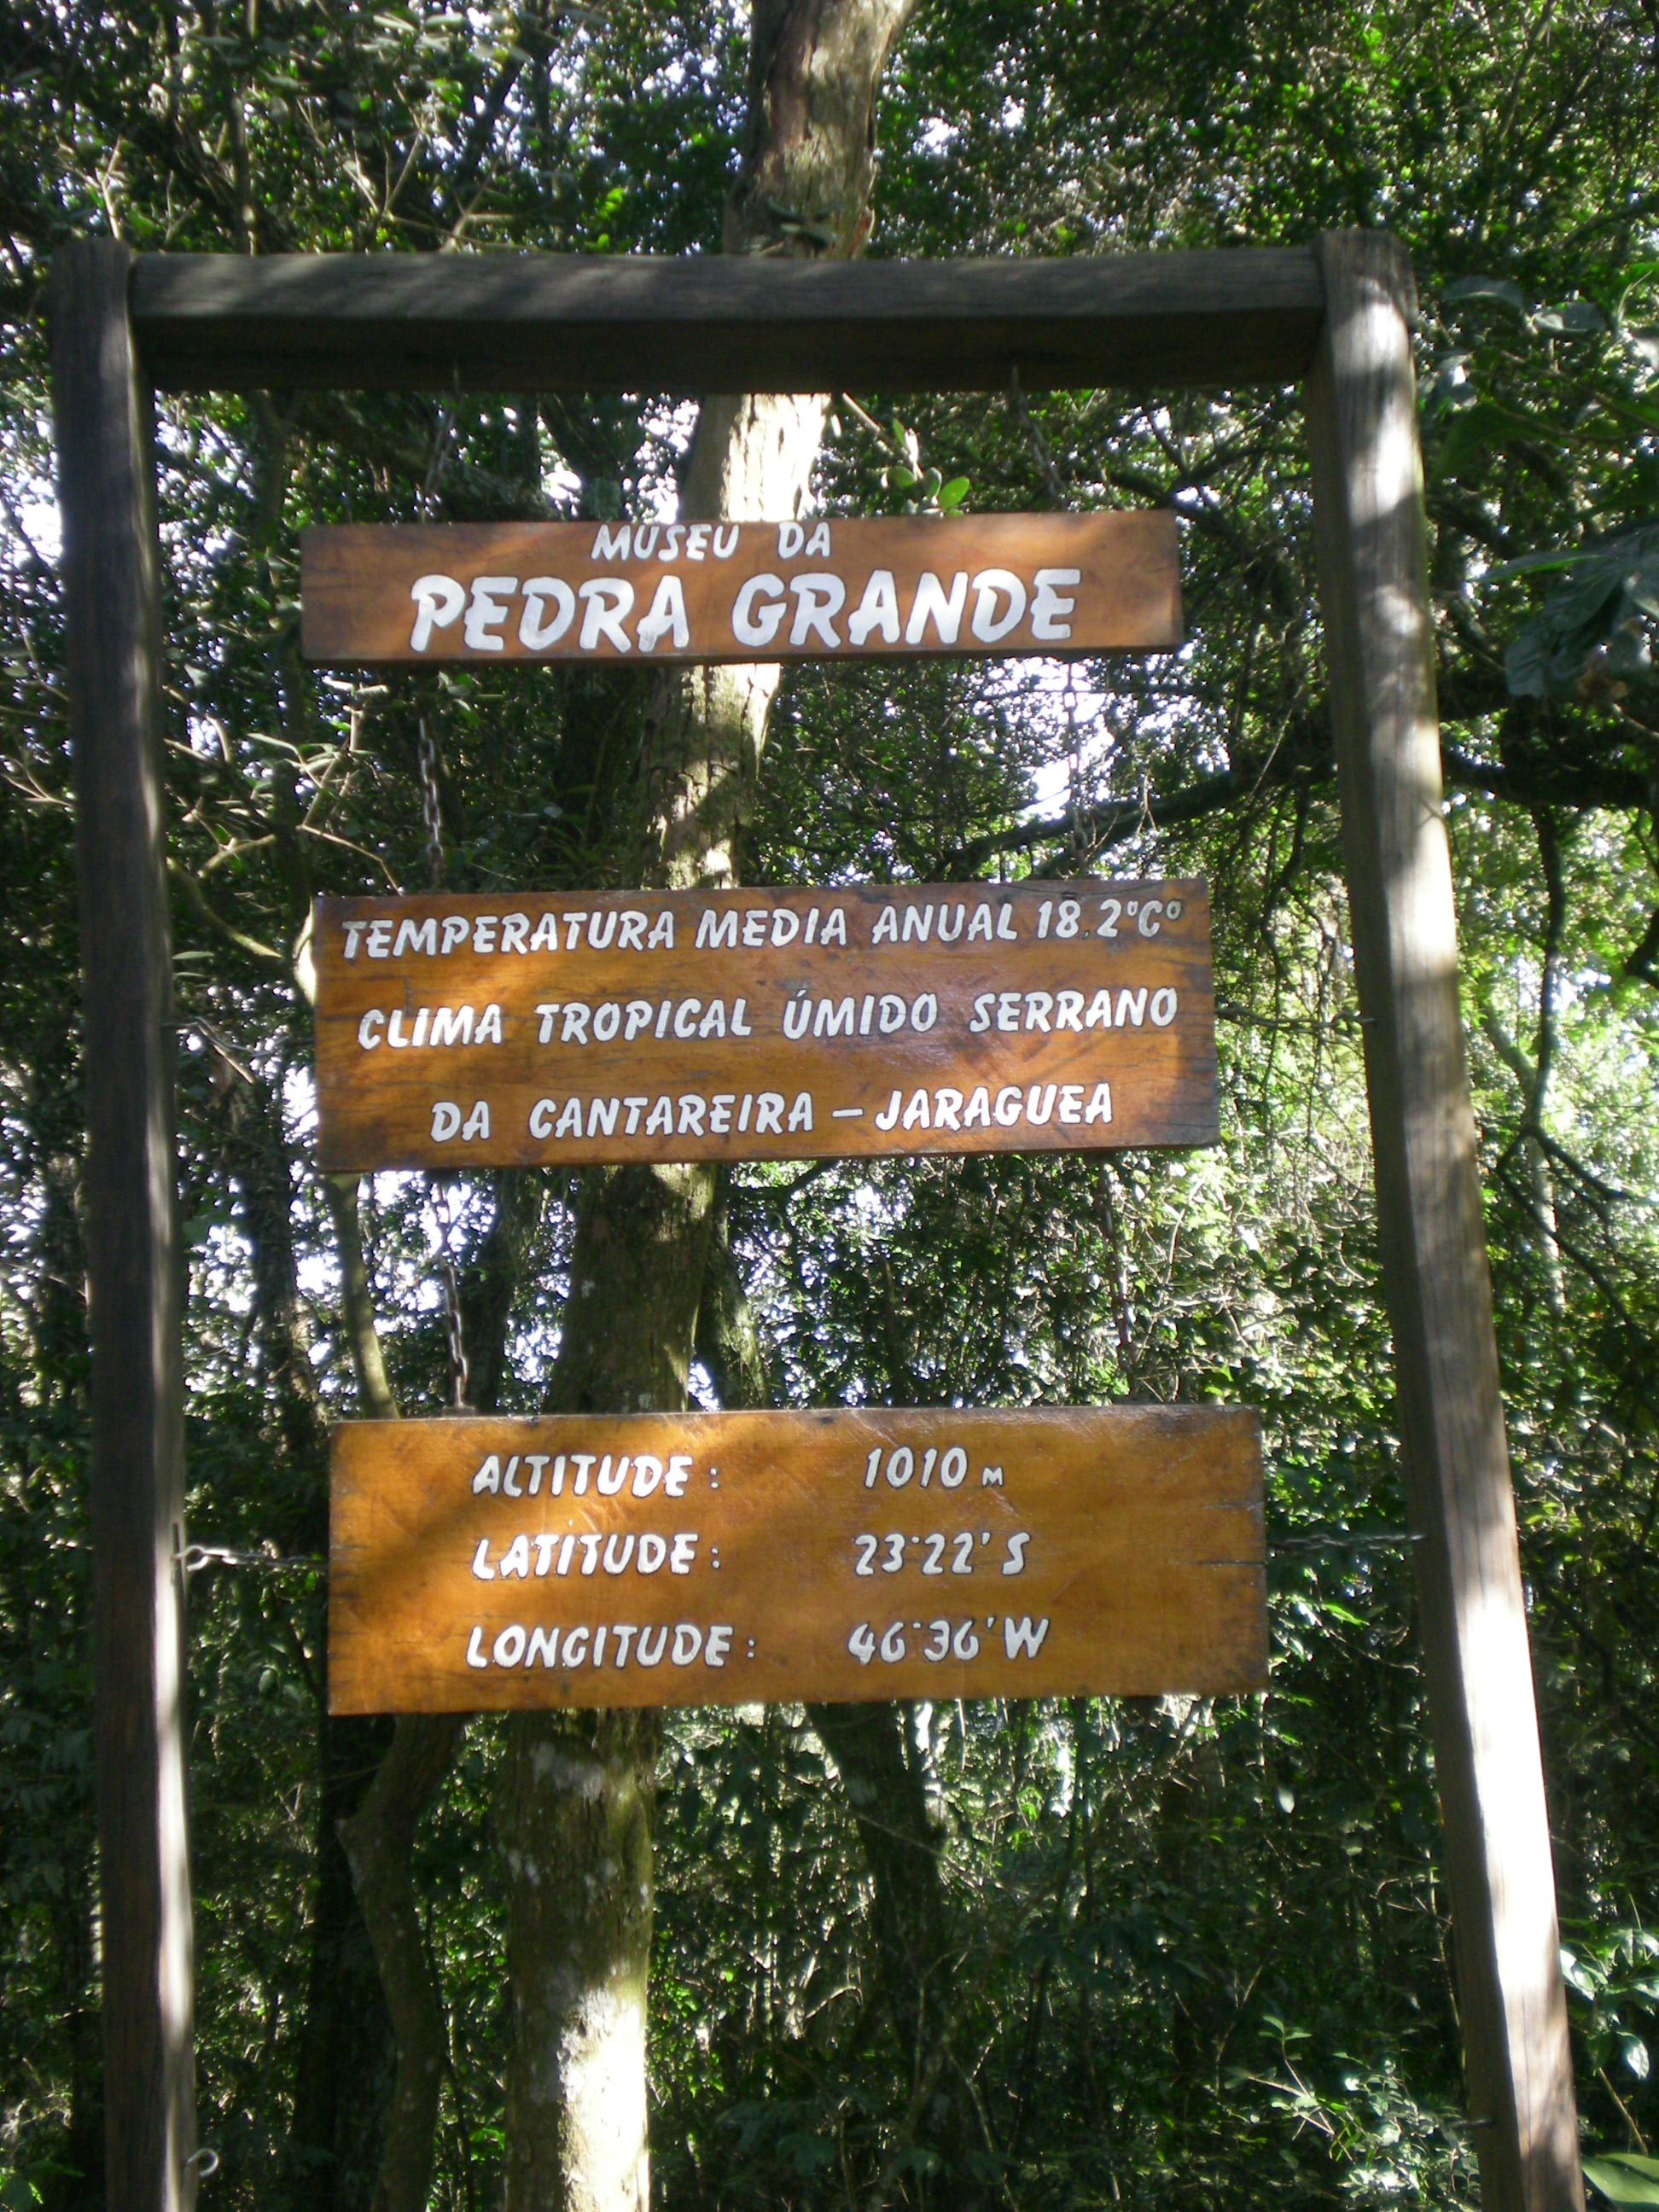 MUSEU DA
PEDRA GRANDE
TEMPERATURA MEDIA ANUAL 18.2°C°
CLIMA TROPICAL ÚMIDO SERRANO
DA CANTAREIRA – JARAGUEA
ALTITUDE: 1010 M
LATITUDE: 23°22' S
LONGITUDE: 46°36' W